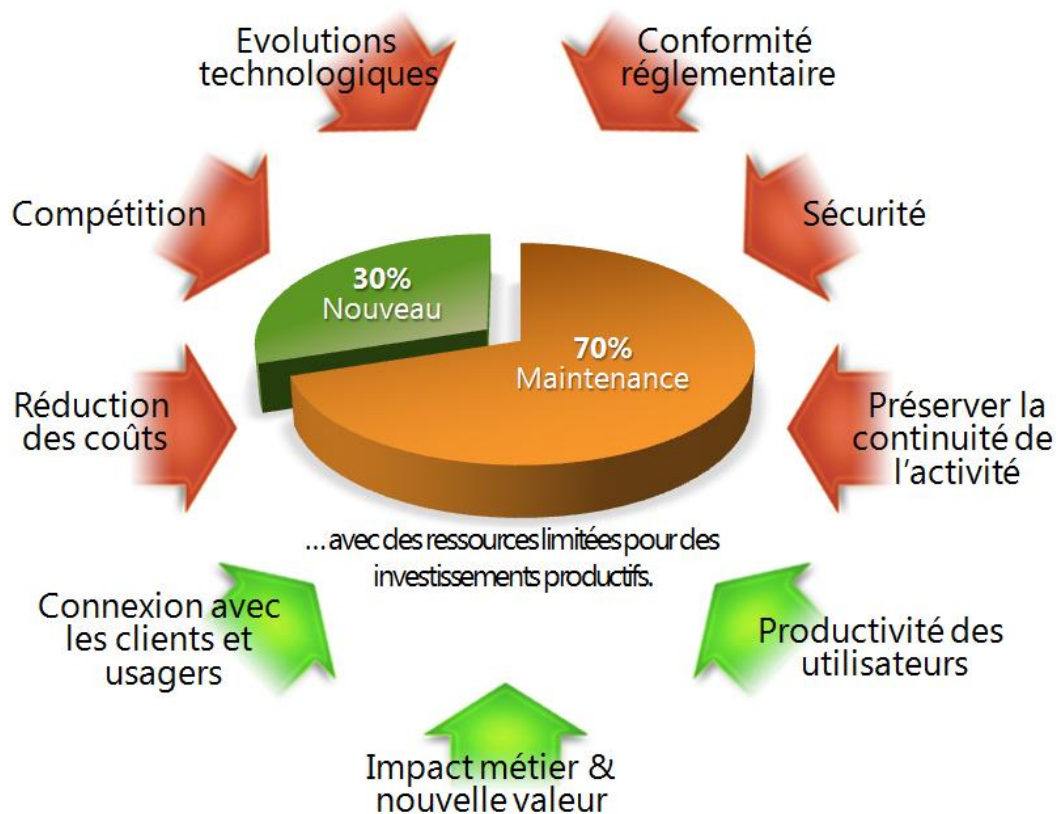 Evolutions
technologiques
Conformité
réglementaire
Compétition
Sécurité
30%
Nouveau
70%
Maintenance
Réduction
des coûts
Préserver la
continuité de
l'activité
...avec des ressources limitées pour des
investissements productifs.
Connexion avec
les clients et
usagers
Productivité des
utilisateurs
Impact métier &
nouvelle valeur